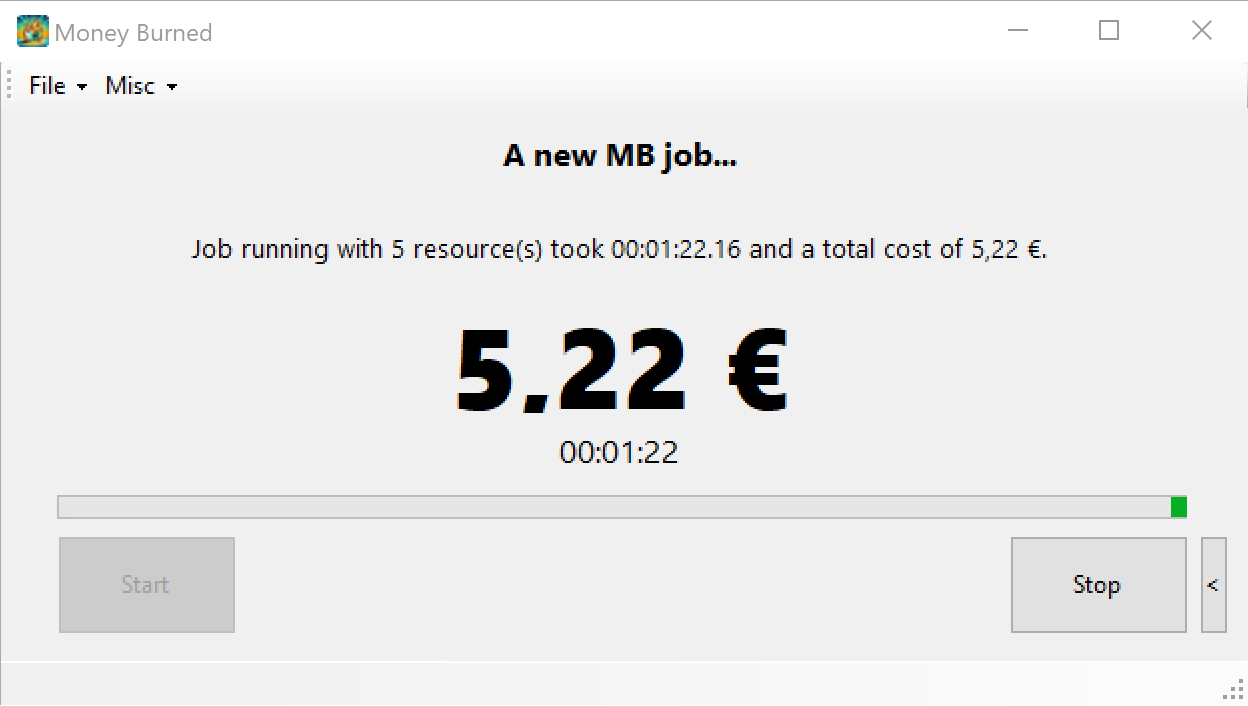 Money Burned
File Misc
A new MB job...
Job running with 5 resource(s) took 00:01:22.16 and a total cost of 5,22 €.
5,22 €
00:01:22
Start Stop <